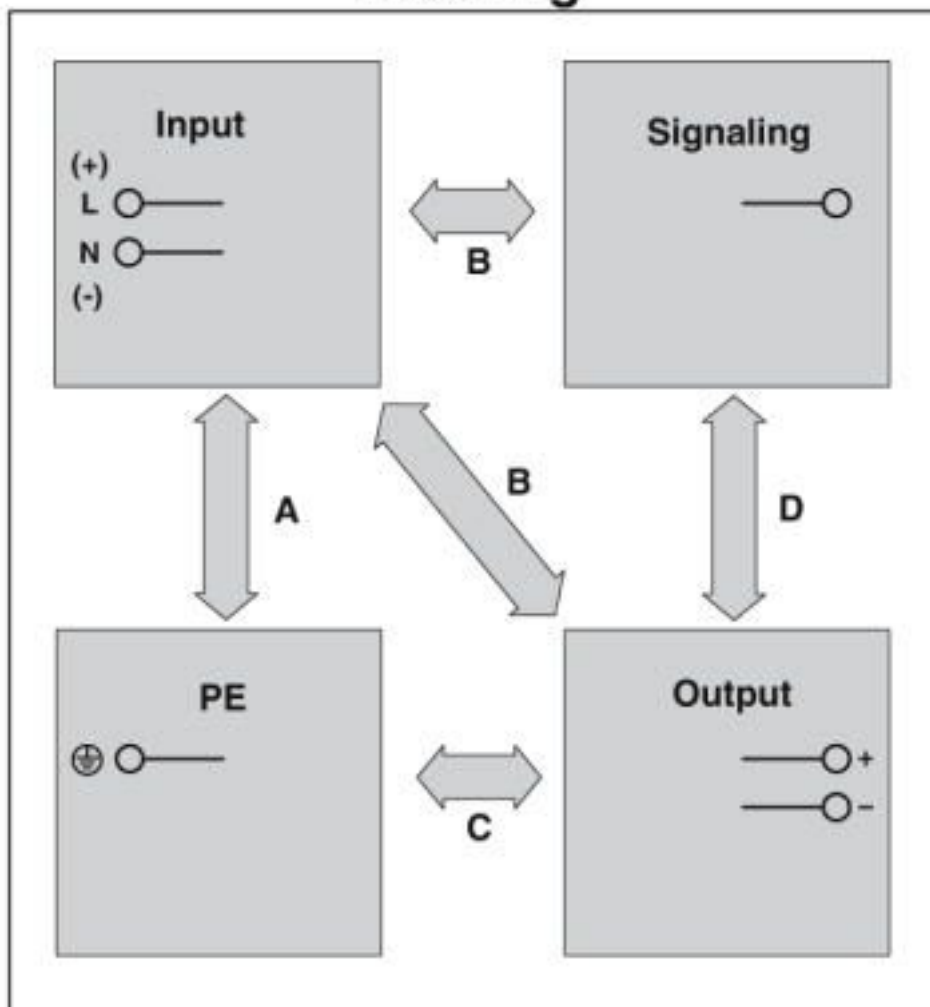 Input
(+)
L
N
(-)
B
Signaling
A
B
D
PE
C
Output
+
–